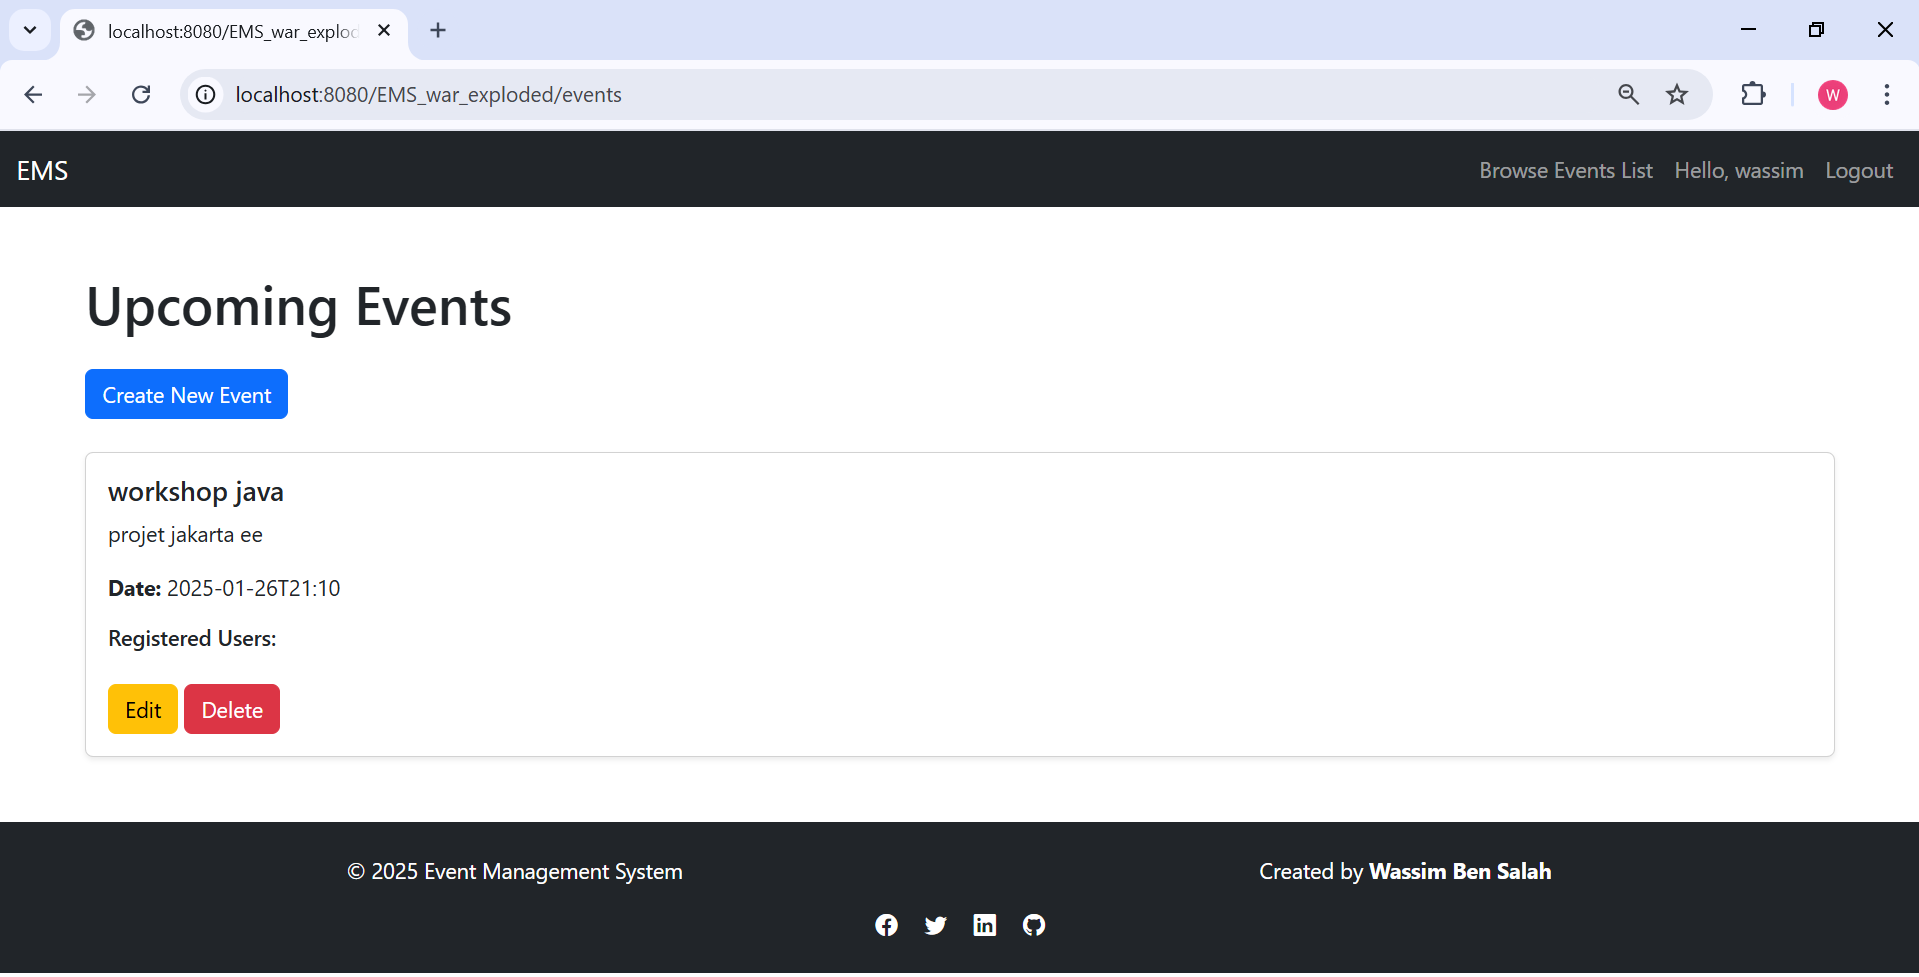 localhost:8080/EMS_war_explod
localhost:8080/EMS_war_exploded/events
W
EMS
Browse Events List
Hello, wassim
Logout
Upcoming Events
Create New Event
workshop java
projet jakarta ee
Date: 2025-01-26T21:10
Registered Users:
Edit
Delete
© 2025 Event Management System
Created by Wassim Ben Salah